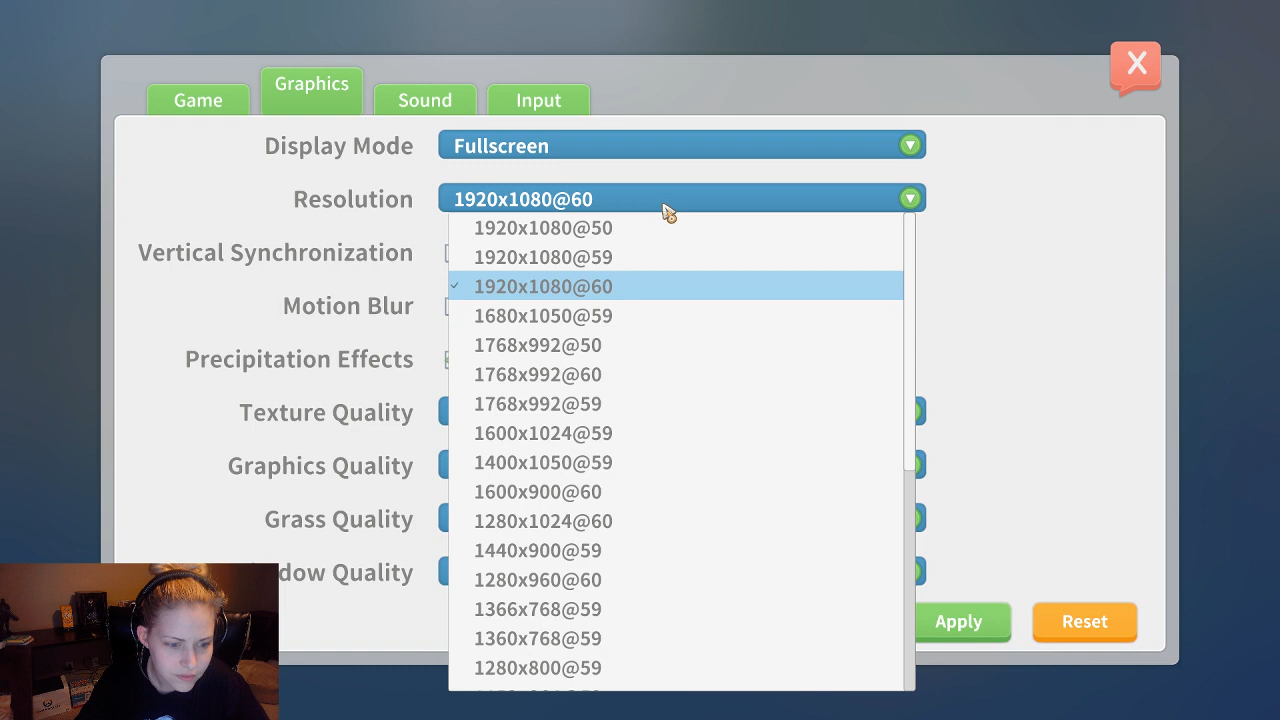 X
Game
Graphics
Sound
Input
Display Mode
Fullscreen
Resolution
1920x1080@60
1920x1080@50
1920x1080@59
1920x1080@60
1680x1050@59
1768x992@50
1768x992@60
1768x992@59
1600x1024@59
1400x1050@59
1600x900@60
1280x1024@60
1440x900@59
1280x960@60
1366x768@59
1360x768@59
1280x800@59
Vertical Synchronization
Motion Blur
Precipitation Effects
Texture Quality
Graphics Quality
Grass Quality
dow Quality
Apply
Reset